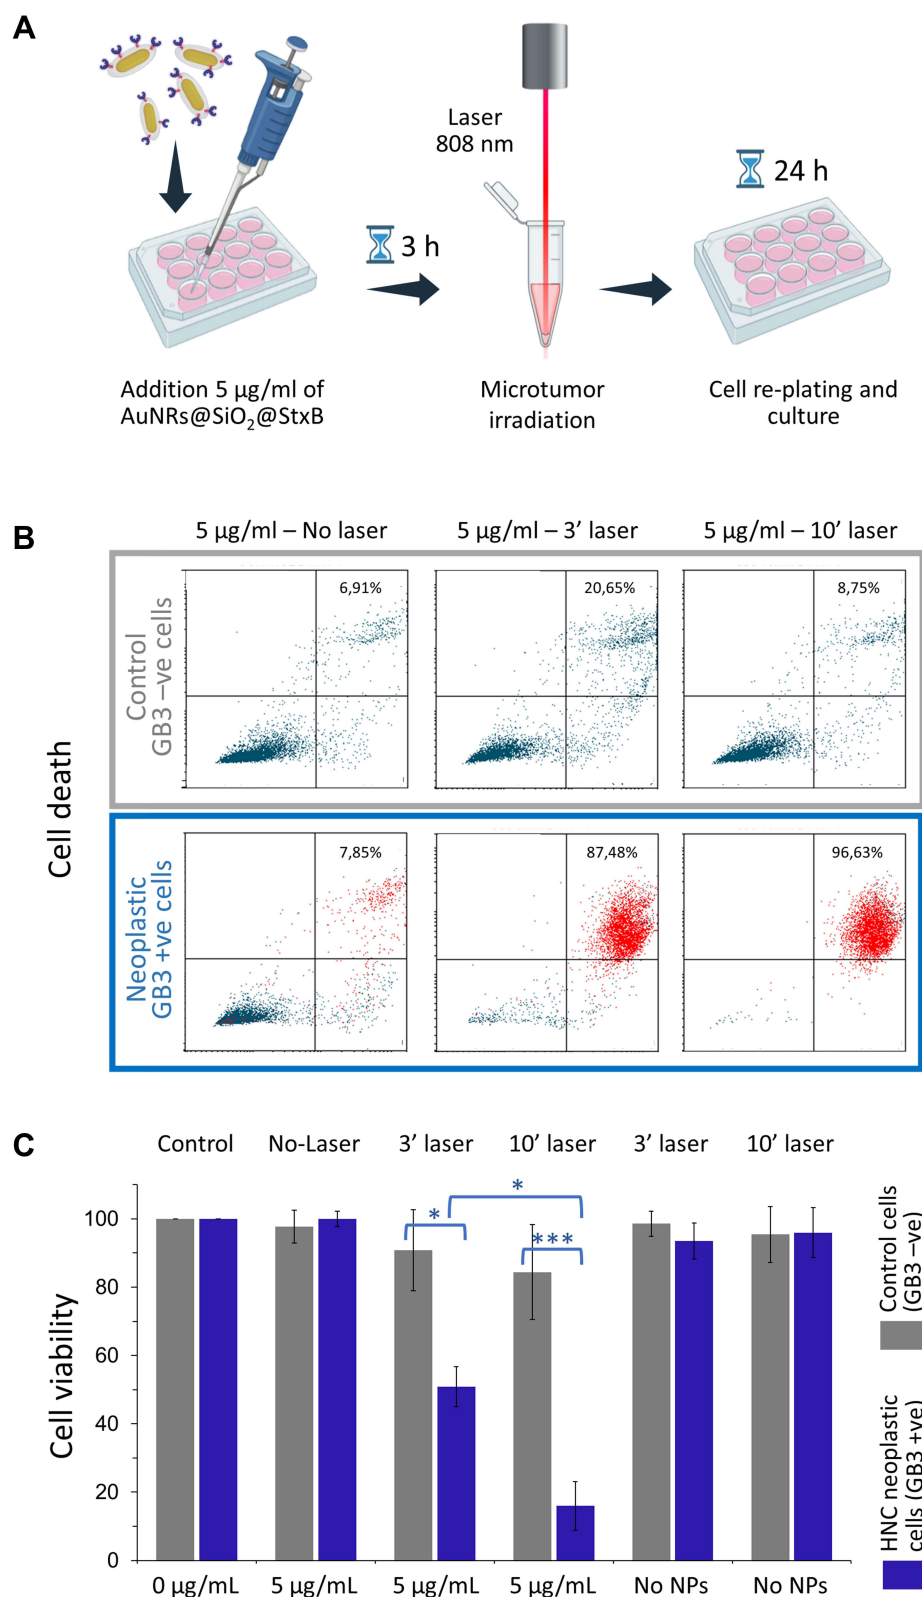 A
Laser
808 nm
24 h
3 h
Addition 5 µg/ml of
AuNRs@SiO₂@StxB
Microtumor
irradiation
Cell re-plating and
culture
B
5 µg/ml – No laser
5 µg/ml – 3’ laser
5 µg/ml – 10’ laser
Cell death
Control
GB3 –ve cells
6,91%
20,65%
8,75%
Neoplastic
GB3 +ve cells
7,85%
87,48%
96,63%
C
Control
No-Laser
3’ laser
10’ laser
3’ laser
10’ laser
*
*
***
Cell viability
100
80
60
40
20
0
0 µg/mL
5 µg/mL
5 µg/mL
5 µg/mL
No NPs
No NPs
Control cells
(GB3 –ve)
HNC neoplastic
cells (GB3 +ve)